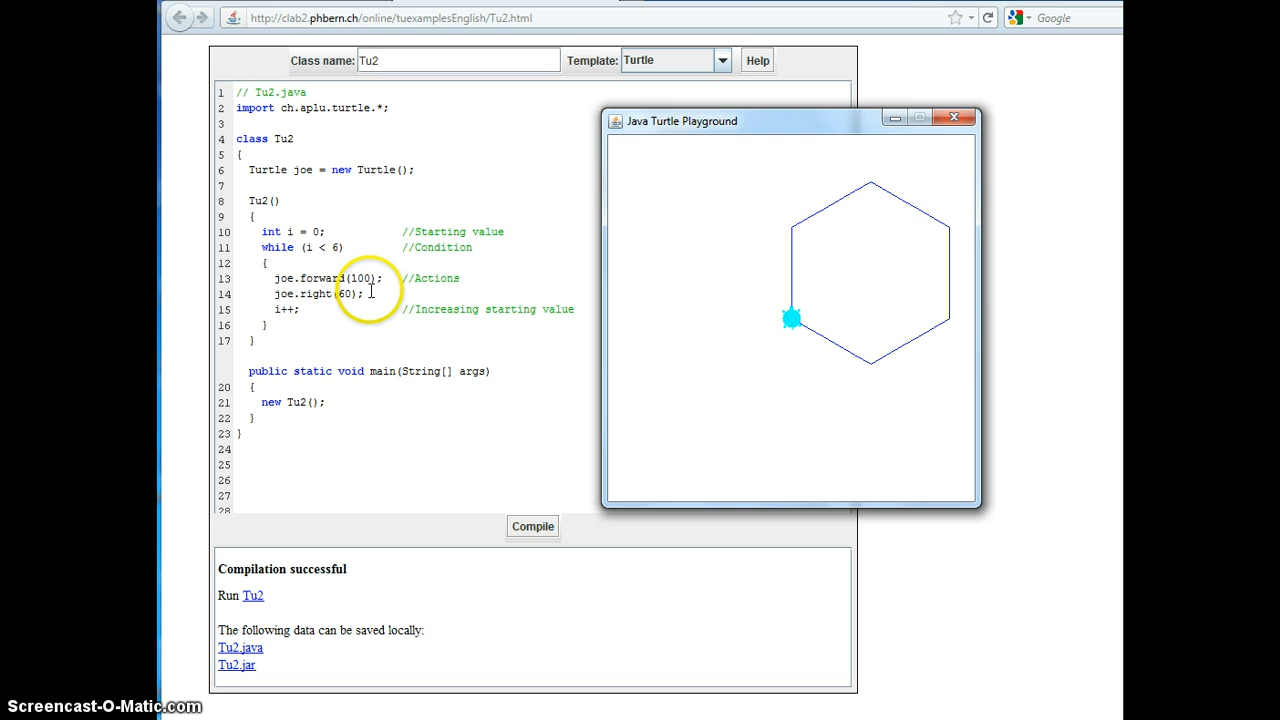 http://clab2.phbern.ch/online/tuexamplesEnglish/Tu2.html
Google
Class name: Tu2 Template: Turtle Help
1 // Tu2.java
2 import ch.aplu.turtle.*;
3
4 class Tu2
5 {
6 Turtle joe = new Turtle();
7
8 Tu2()
9 {
10 int i = 0; //Starting value
11 while (i < 6) //Condition
12 {
13 joe.forward(100); //Actions
14 joe.right(60);
15 i++; //Increasing starting value
16 }
17 }
public static void main(String[] args)
20 {
21 new Tu2();
22 }
23 }
24
25
26
27
28
Java Turtle Playground
Compile
Compilation successful
Run Tu2
The following data can be saved locally:
Tu2.java
Tu2.jar
Screencast-O-Matic.com